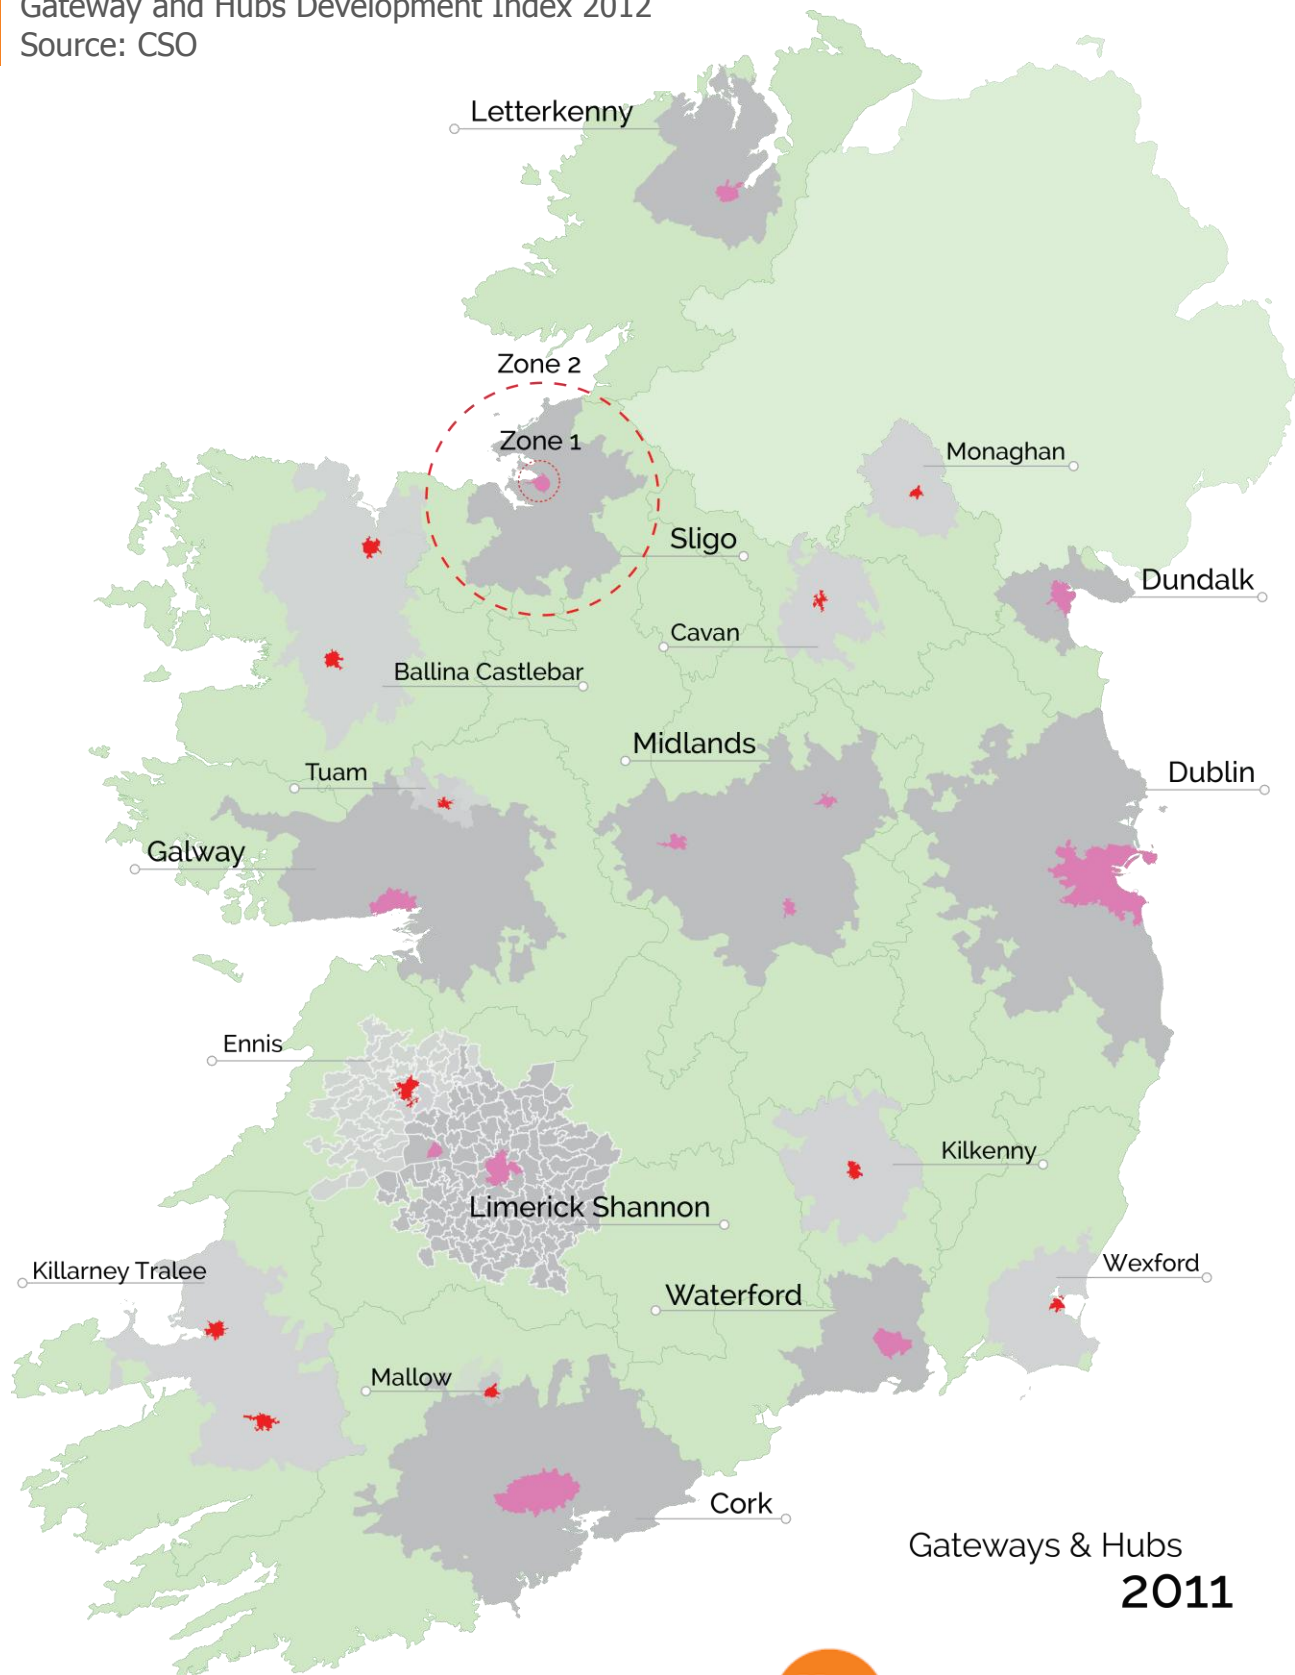 Gateway and Hubs Development Index 2012
Source: CSO
Letterkenny
Zone 2
Zone 1
Monaghan
Sligo
Dundalk
Cavan
Ballina Castlebar
Midlands
Tuam
Dublin
Galway
Ennis
Kilkenny
Limerick Shannon
Killarney Tralee
Wexford
Waterford
Mallow
Cork
Gateways & Hubs
2011